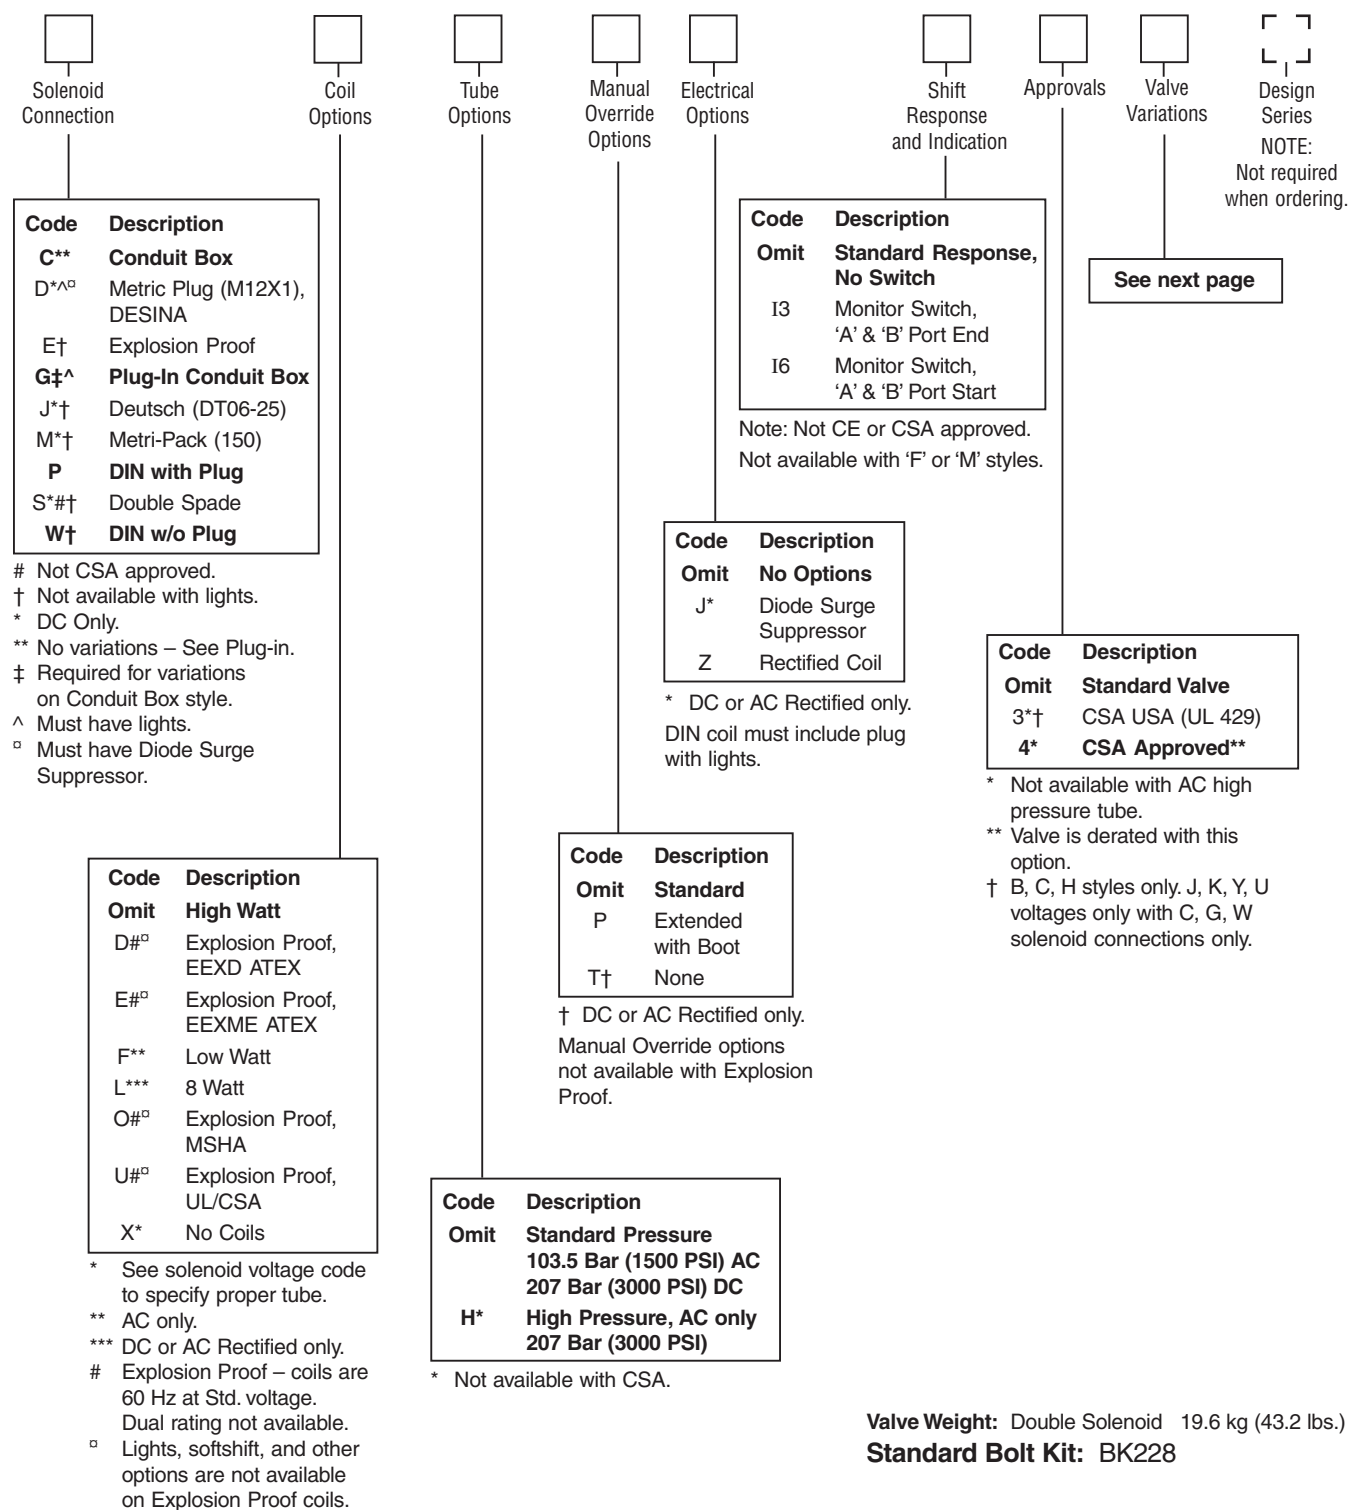 Solenoid
Connection
Coil
Options
Tube
Options
Manual
Override
Options
Electrical
Options
Shift
Response
and Indication
Approvals
Valve
Variations
Design
Series
NOTE:
Not required
when ordering.
Code Description
C** Conduit Box
D*^¤ Metric Plug (M12X1),
DESINA
E† Explosion Proof
G‡^ Plug-In Conduit Box
J*† Deutsch (DT06-25)
M*† Metri-Pack (150)
P DIN with Plug
S*#† Double Spade
W† DIN w/o Plug
# Not CSA approved.
† Not available with lights.
* DC Only.
** No variations – See Plug-in.
‡ Required for variations
on Conduit Box style.
^ Must have lights.
¤ Must have Diode Surge
Suppressor.
Code Description
Omit High Watt
D#¤ Explosion Proof,
EEXD ATEX
E#¤ Explosion Proof,
EEXME ATEX
F** Low Watt
L*** 8 Watt
O#¤ Explosion Proof,
MSHA
U#¤ Explosion Proof,
UL/CSA
X* No Coils
* See solenoid voltage code
to specify proper tube.
** AC only.
*** DC or AC Rectified only.
# Explosion Proof – coils are
60 Hz at Std. voltage.
Dual rating not available.
¤ Lights, softshift, and other
options are not available
on Explosion Proof coils.
Code Description
Omit Standard Pressure
103.5 Bar (1500 PSI) AC
207 Bar (3000 PSI) DC
H* High Pressure, AC only
207 Bar (3000 PSI)
* Not available with CSA.
Code Description
Omit Standard
P Extended
with Boot
T† None
† DC or AC Rectified only.
Manual Override options
not available with Explosion
Proof.
Code Description
Omit No Options
J* Diode Surge
Suppressor
Z Rectified Coil
* DC or AC Rectified only.
DIN coil must include plug
with lights.
Code Description
Omit Standard Response,
No Switch
I3 Monitor Switch,
‘A’ & ‘B’ Port End
I6 Monitor Switch,
‘A’ & ‘B’ Port Start
Note: Not CE or CSA approved.
Not available with ‘F’ or ‘M’ styles.
Code Description
Omit Standard Valve
3*† CSA USA (UL 429)
4* CSA Approved**
* Not available with AC high
pressure tube.
** Valve is derated with this
option.
† B, C, H styles only. J, K, Y, U
voltages only with C, G, W
solenoid connections only.
See next page
Valve Weight: Double Solenoid 19.6 kg (43.2 lbs.)
Standard Bolt Kit: BK228